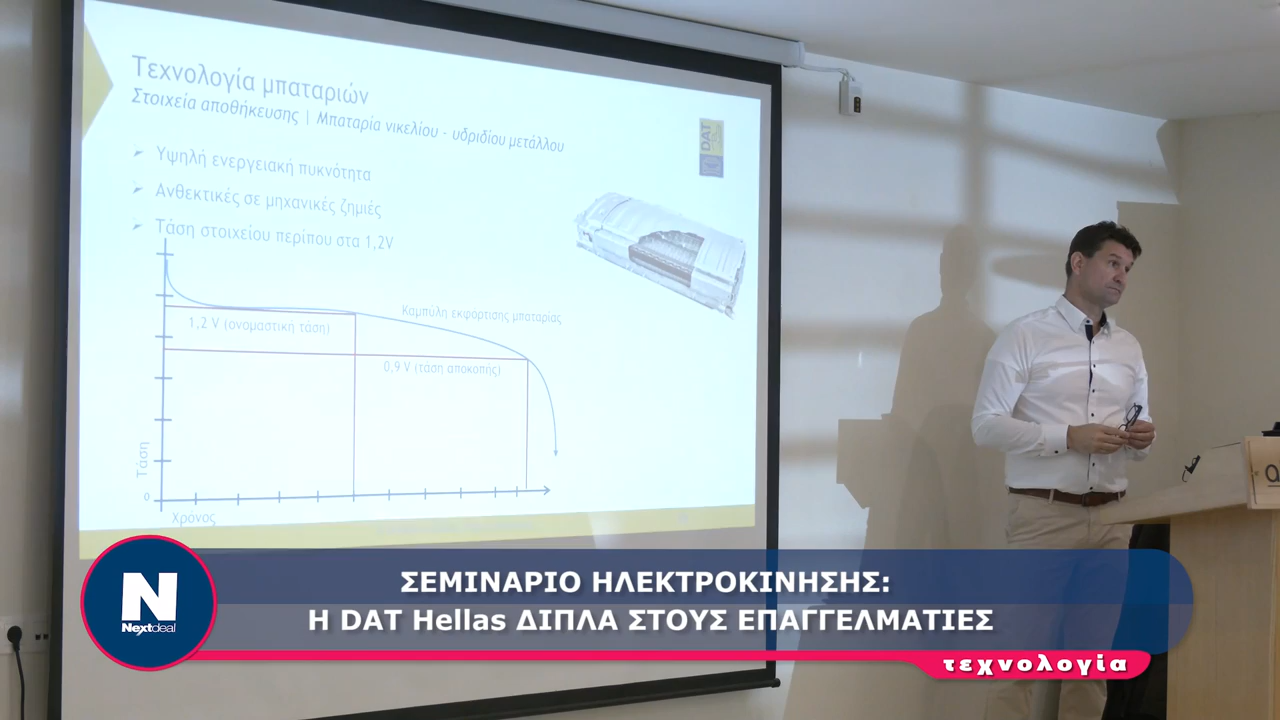 Τεχνολογία μπαταριών
Στοιχεία αποθήκευσης | Μπαταρία νικελίου - υδριδίου μετάλλου
DAT
Υψηλή ενεργειακή πυκνότητα
Ανθεκτικές σε μηχανικές ζημιές
Τάση στοιχείου περίπου στα 1,2V
Καμπύλη εκφόρτισης μπαταρίας
1,2 V (ονομαστική τάση)
0,9 V (τάση αποκοπής)
Τάση
0
Χρόνος
N
Nextdeal
ΣΕΜΙΝΑΡΙΟ ΗΛΕΚΤΡΟΚΙΝΗΣΗΣ:
Η DAT Hellas ΔΙΠΛΑ ΣΤΟΥΣ ΕΠΑΓΓΕΛΜΑΤΙΕΣ
τεχνολογία